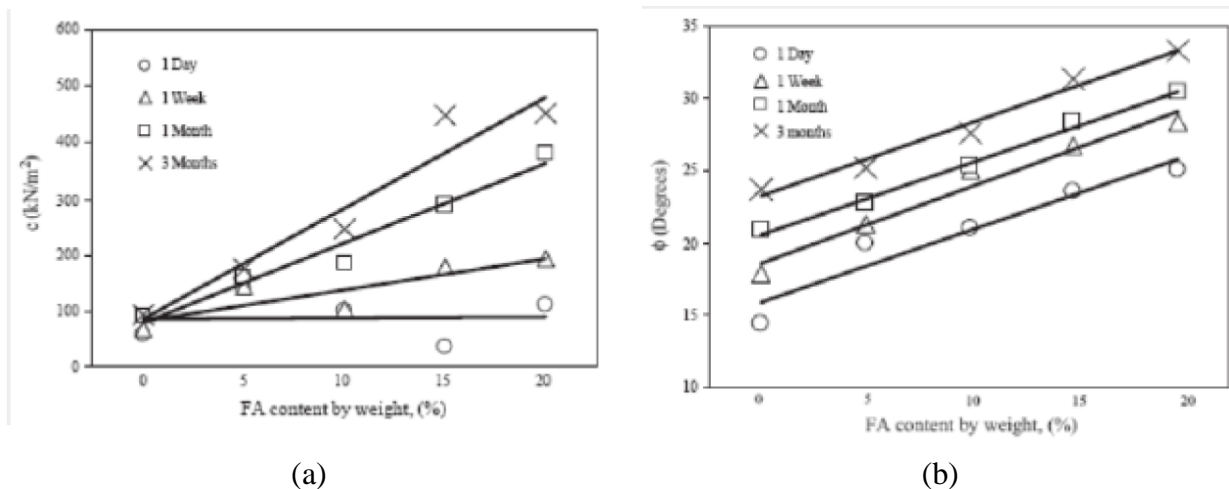 600
500
400
300
200
100
0
c (kN/m²)
1 Day
1 Week
1 Month
3 Months
0 5 10 15 20
FA content by weight, (%)
(a)
35
30
25
20
15
10
ϕ (Degrees)
1 Day
1 Week
1 Month
3 months
0 5 10 15 20
FA content by weight, (%)
(b)